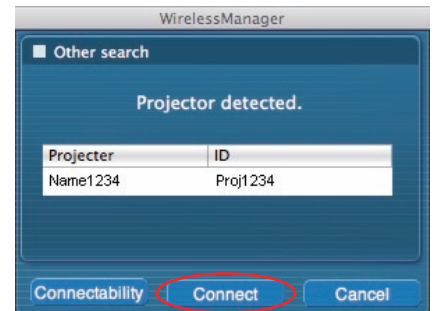 WirelessManager
Other search
Projector detected.
Projecter ID
Name1234 Proj1234
Connectability Connect Cancel